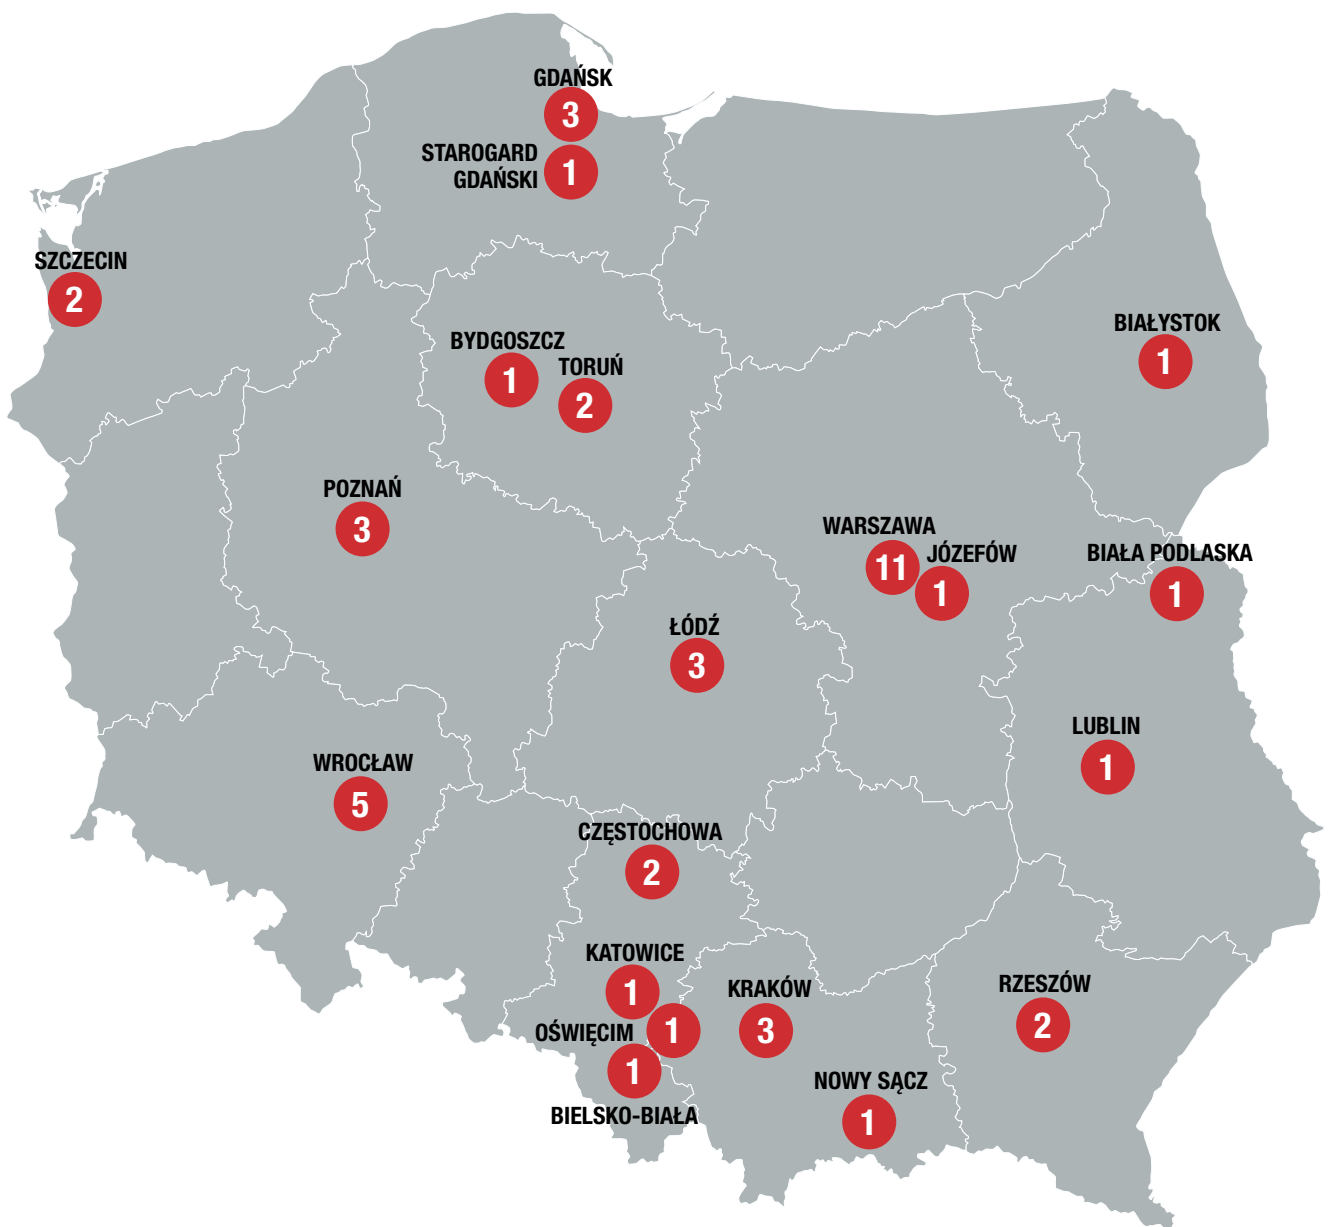 GDAŃSK
3
STAROGARD
GDAŃSKI
1
SZCZECIN
2
BIAŁYSTOK
1
BYDGOSZCZ
1
TORUŃ
2
POZNAŃ
3
WARSZAWA
11
JÓZEFÓW
1
BIAŁA PODLASKA
1
ŁÓDŹ
3
LUBLIN
1
WROCŁAW
5
CZĘSTOCHOWA
2
KATOWICE
1
OŚWIĘCIM
1
KRAKÓW
3
RZESZÓW
2
1
BIELSKO-BIAŁA
NOWY SĄCZ
1